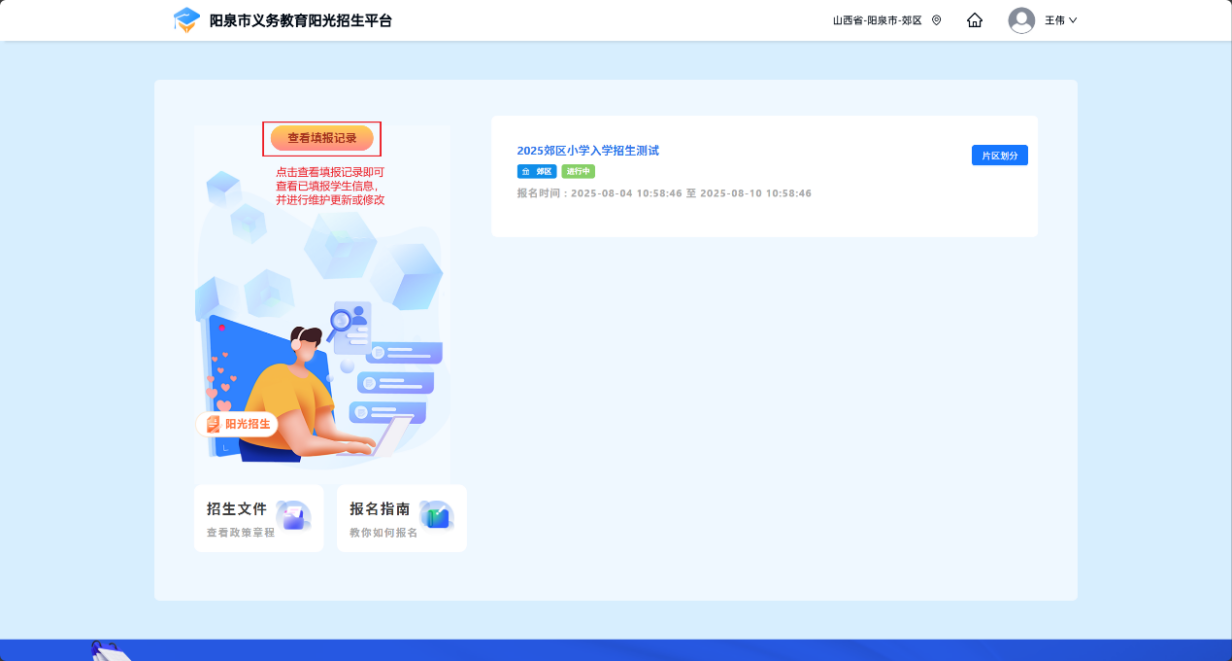 阳泉市义务教育阳光招生平台
山西省-阳泉市-郊区
王伟
查看填报记录
点击查看填报记录即可
查看已填报学生信息,
并进行维护更新或修改
阳光招生
招生文件
查看政策章程
报名指南
教你如何报名
2025郊区小学入学招生测试
郊区 进行中
报名时间：2025-08-04 10:58:46 至 2025-08-10 10:58:46
片区划分